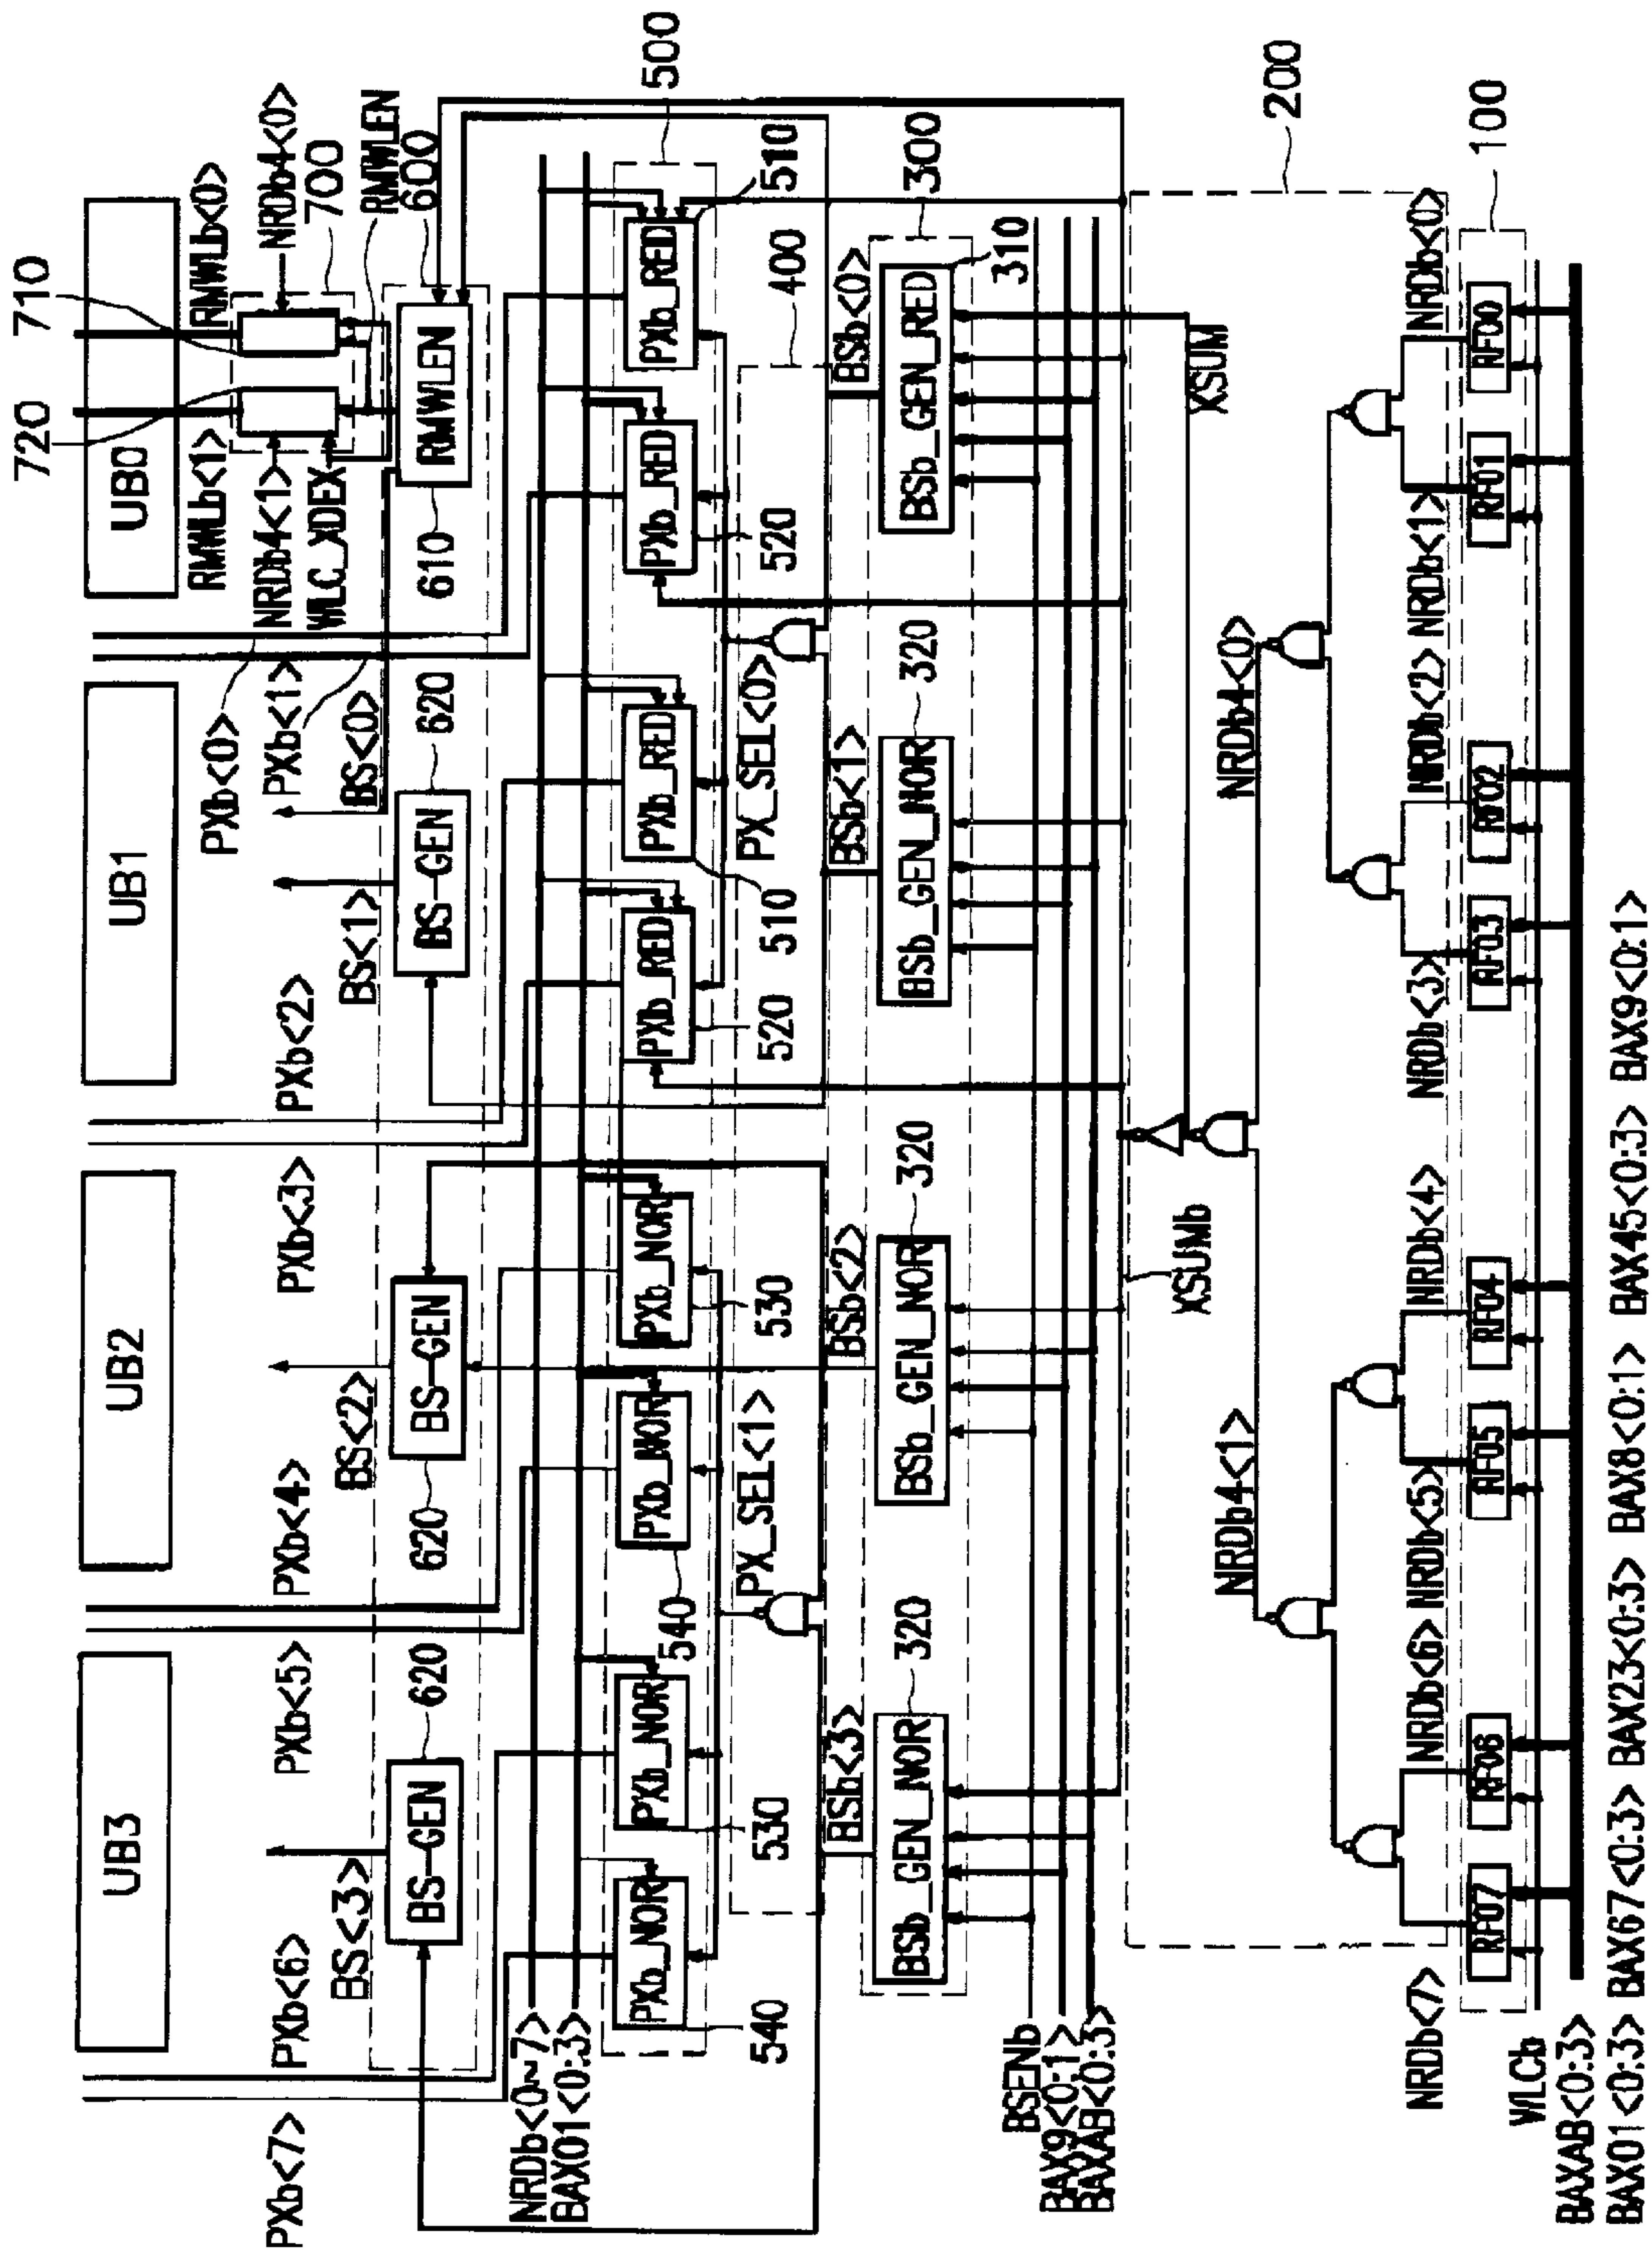 710
720
UB0
UB1
UB2
UB3
RMWLb<0>
RMWLb<1>
NRDb4<0>
700
RMWLEN
600
NRDb4<1>
WLC_XDEX
RMWLEN
610
PXb<0>
PXb<1>
BS<0>
620
BS-GEN
BS<1>
PXb<2>
PXb<3>
BS-GEN
BS<2>
620
PXb<4>
PXb<5>
620
BS-GEN
BS<3>
PXb<6>
PXb<7>
NRDb<0~7>
BAX01<0:3>
500
510
PXb_RED
PXb_RED
520
PXb_RED
510
PXb_RED
520
PXb_NOR
530
PXb_NOR
540
PXb_NOR
530
PXb_NOR
540
400
PX_SEL<0>
PX_SEL<1>
300
BSb<0>
BSb_GEN_RED
310
BSb<1>
BSb_GEN_NOR
320
BSb<2>
BSb_GEN_NOR
320
BSb<3>
BSb_GEN_NOR
320
BSENb
BAX9<0:1>
BAXAB<0:3>
XSUM
XSUMb
200
NRDb4<0>
NRDb4<1>
NRDb<0>
NRDb<1>
NRDb<2>
NRDb<3>
NRDb<4>
NRDb<5>
NRDb<6>
NRDb<7>
100
RF00
RF01
RF02
RF03
RF04
RF05
RF06
RF07
WLCb
BAXAB<0:3>
BAX01<0:3> BAX67<0:3> BAX23<0:3> BAX8<0:1> BAX45<0:3> BAX9<0:1>